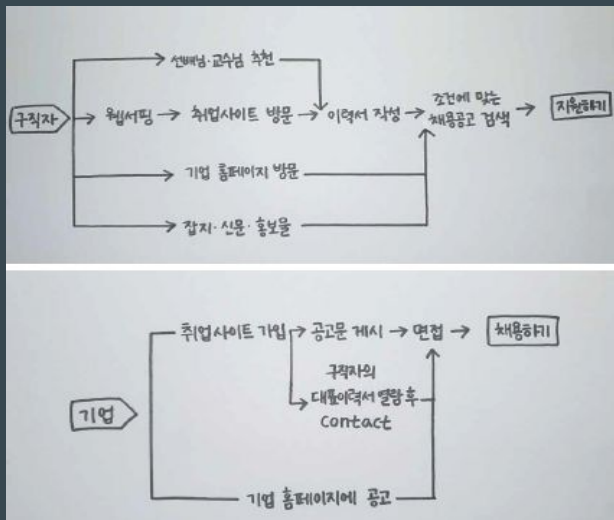 선배님·교수님 추천
구직자
웹서핑
취업사이트 방문
이력서 작성
조건에 맞는
채용공고 검색
지원하기
기업 홈페이지 방문
잡지·신문·홍보물
취업사이트 가입
공고문 게시
면접
채용하기
구직자의
대표이력서 열람 후
contact
기업
기업 홈페이지에 공고